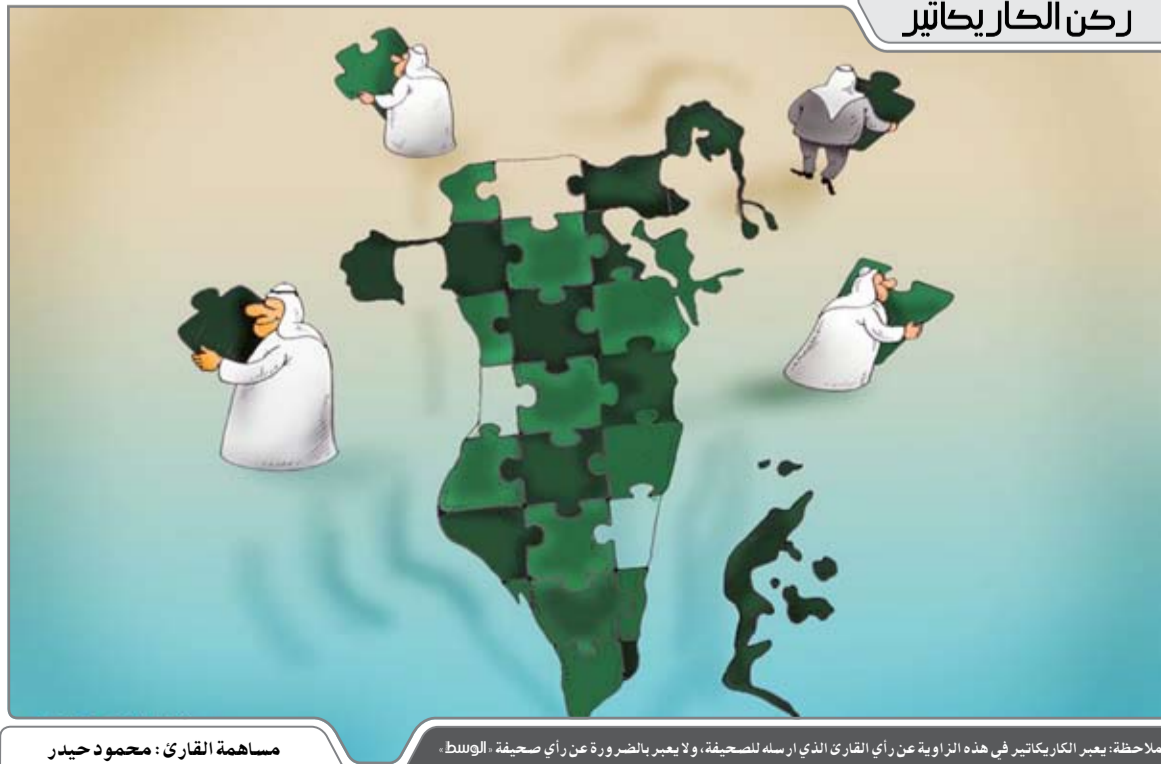 ركن الكاريكاتير
ملاحظة: يعبر الكاريكاتير في هذه الزاوية عن رأي القارئ الذي ارسله للصحيفة، ولا يعبر بالضرورة عن رأي صحيفة «الوسط»
مساهمة القارئ : محمود حيدر